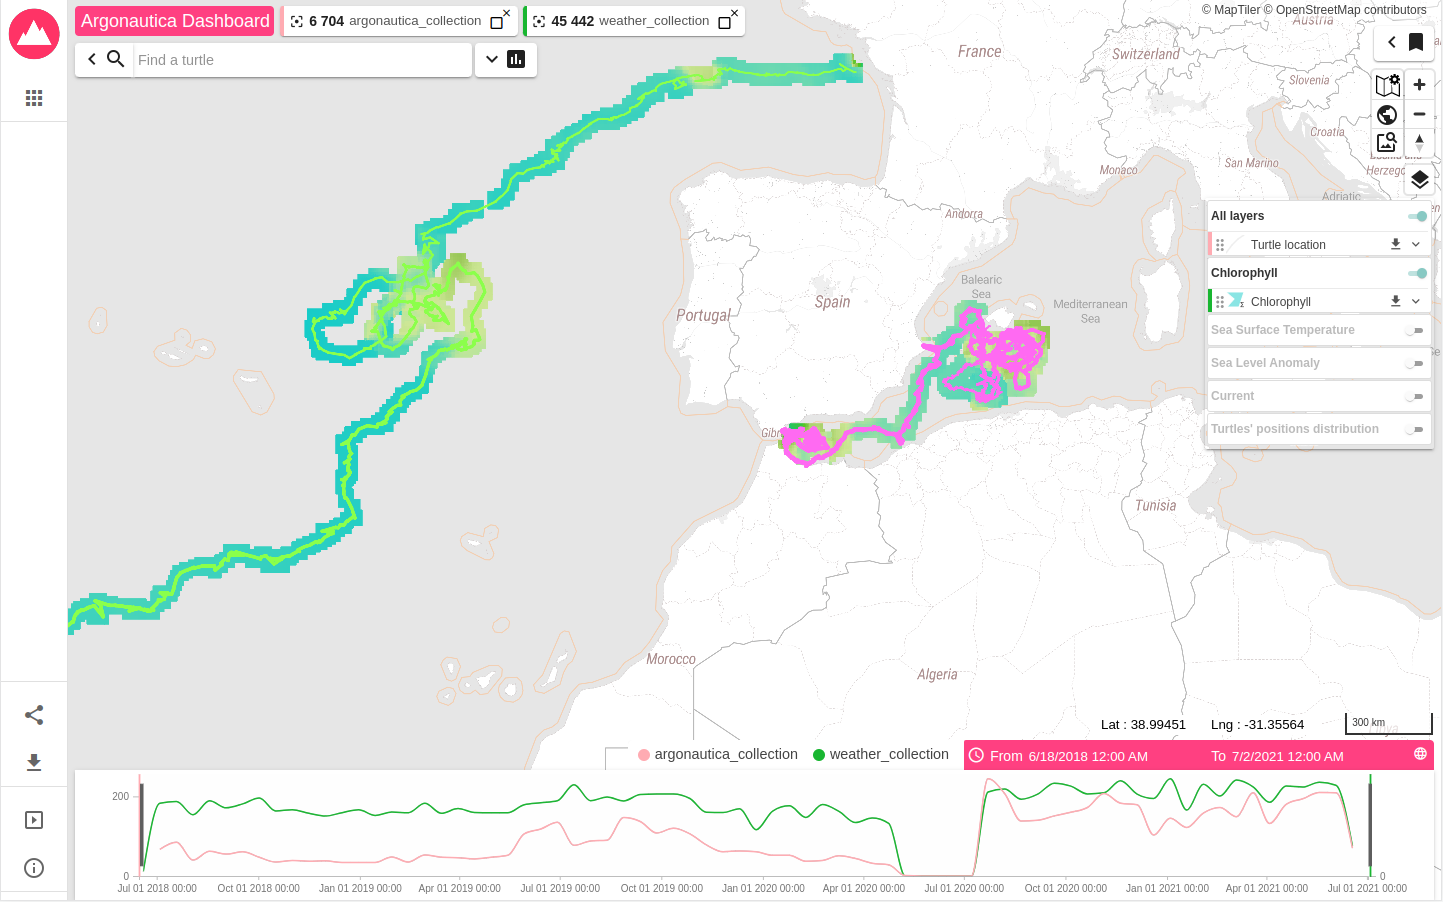 Argonautica Dashboard
6 704 argonautica_collection
45 442 weather_collection
© MapTiler © OpenStreetMap contributors
Find a turtle
Austria
France
Switzerland
Slovenia
Croatia
San Marino
Monaco
Herzego
Adriatic
Andorra
All layers
Turtle location
Chlorophyll
Chlorophyll
Sea Surface Temperature
Sea Level Anomaly
Current
Turtles' positions distribution
Balearic
Sea
Mediterranean
Sea
Spain
Portugal
Gibr
Tunisia
Morocco
Algeria
Lat : 38.99451
Lng : -31.35564
300 km
argonautica_collection
weather_collection
From 6/18/2018 12:00 AM
To 7/2/2021 12:00 AM
200
0
0
Jul 01 2018 00:00
Oct 01 2018 00:00
Jan 01 2019 00:00
Apr 01 2019 00:00
Jul 01 2019 00:00
Oct 01 2019 00:00
Jan 01 2020 00:00
Apr 01 2020 00:00
Jul 01 2020 00:00
Oct 01 2020 00:00
Jan 01 2021 00:00
Apr 01 2021 00:00
Jul 01 2021 00:00